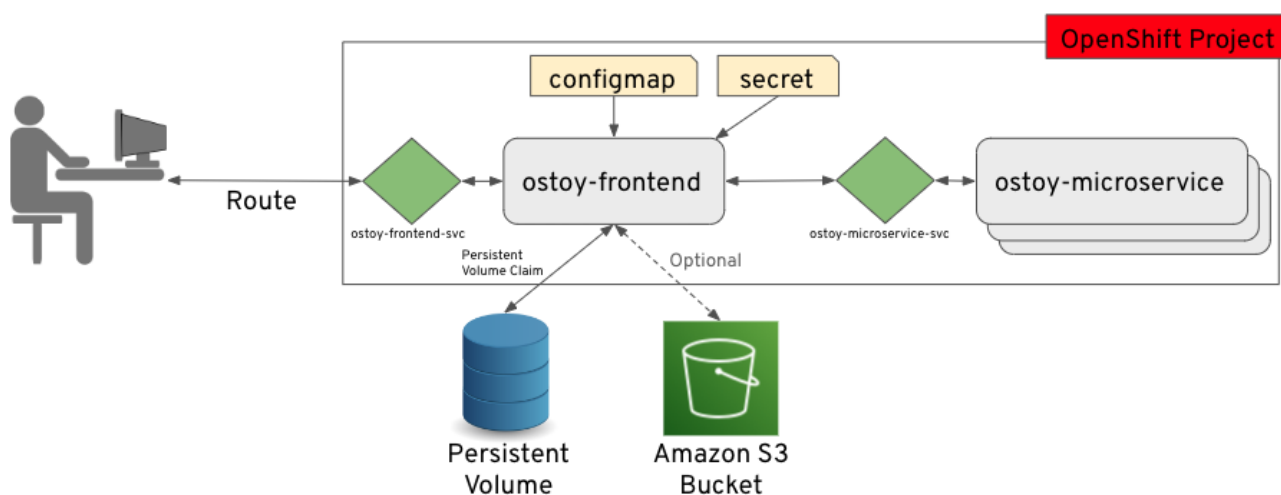 OpenShift Project
configmap
secret
ostoy-frontend
ostoy-microservice
Route
ostoy-frontend-svc
ostoy-microservice-svc
Persistent
Volume Claim
Optional
Persistent
Volume
Amazon S3
Bucket